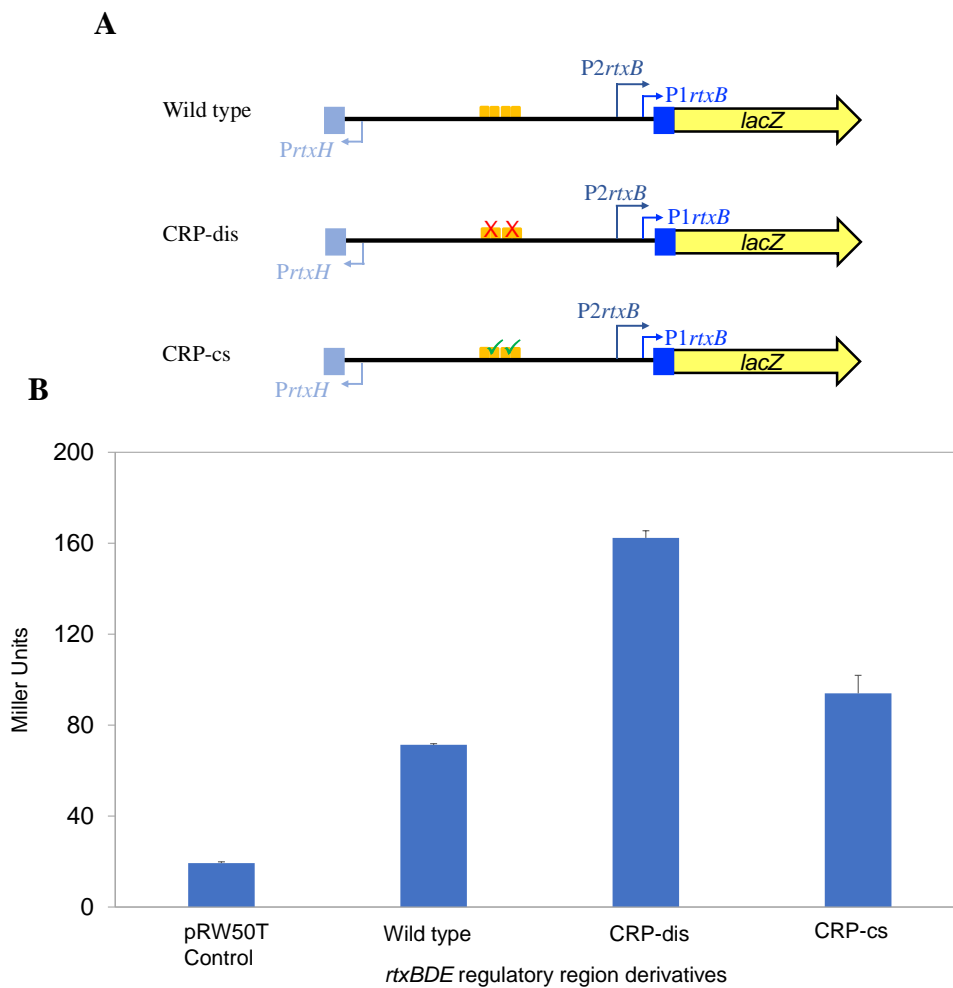 A
Wild type
P2rtxB
P1rtxB
lacZ
PrtxH
CRP-dis
P2rtxB
P1rtxB
lacZ
PrtxH
CRP-cs
P2rtxB
P1rtxB
lacZ
PrtxH
B
Miller Units
200
160
120
80
40
0
pRW50T
Control
Wild type
CRP-dis
CRP-cs
rtxBDE regulatory region derivatives